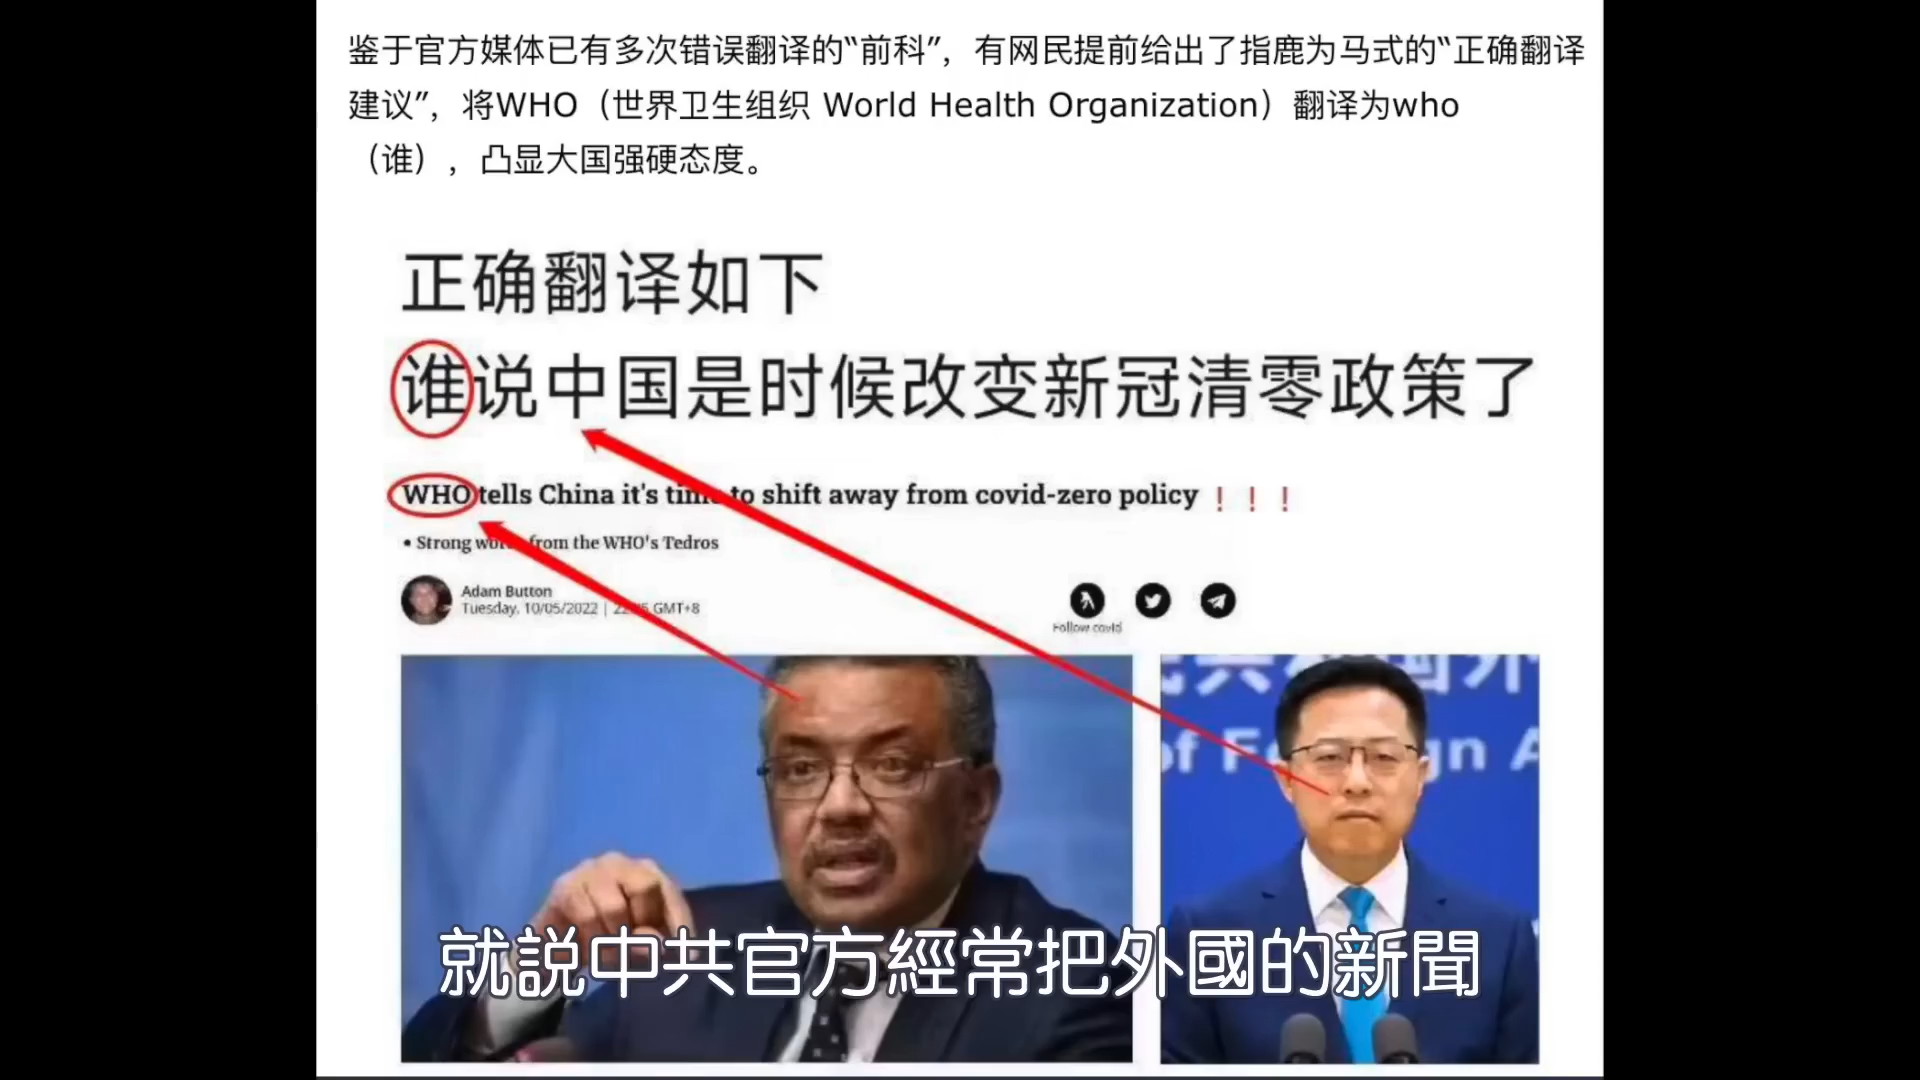 鉴于官方媒体已有多次错误翻译的“前科”，有网民提前给出了指鹿为马式的“正确翻译
建议”，将WHO（世界卫生组织 World Health Organization）翻译为who
（谁），凸显大国强硬态度。
正确翻译如下
谁说中国是时候改变新冠清零政策了
WHO tells China it's time to shift away from covid-zero policy ！！！
• Strong words from the WHO's Tedros
Adam Button
Tuesday, 10/05/2022 | GMT+8
Follow covid
of Foreign A
就説中共官方經常把外國的新聞